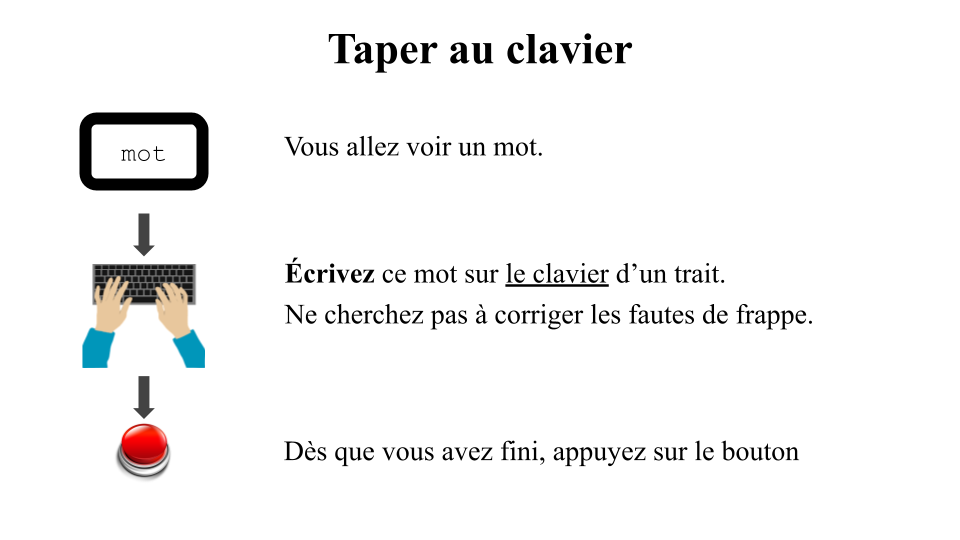 Taper au clavier
mot
Vous allez voir un mot.
Écrivez ce mot sur le clavier d’un trait.
Ne cherchez pas à corriger les fautes de frappe.
Dès que vous avez fini, appuyez sur le bouton